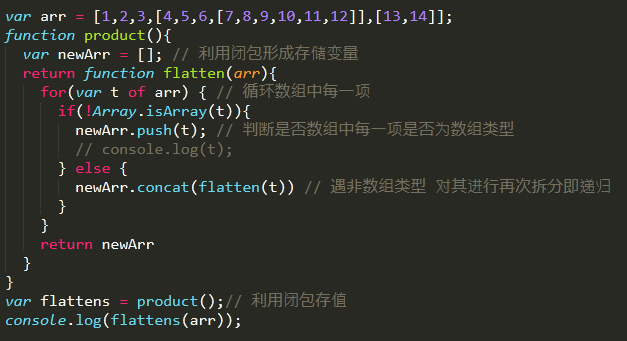 var arr = [1,2,3,[4,5,6,[7,8,9,10,11,12]],[13,14]];
function product(){
  var newArr = []; // 利用闭包形成存储变量
  return function flatten(arr){
    for(var t of arr) { // 循环数组中每一项
      if(!Array.isArray(t)){
        newArr.push(t); // 判断是否数组中每一项是否为数组类型
        // console.log(t);
      } else {
        newArr.concat(flatten(t)) // 遇非数组类型 对其进行再次拆分即递归
      }
    }
    return newArr
  }
}
var flattens = product();// 利用闭包存值
console.log(flattens(arr));